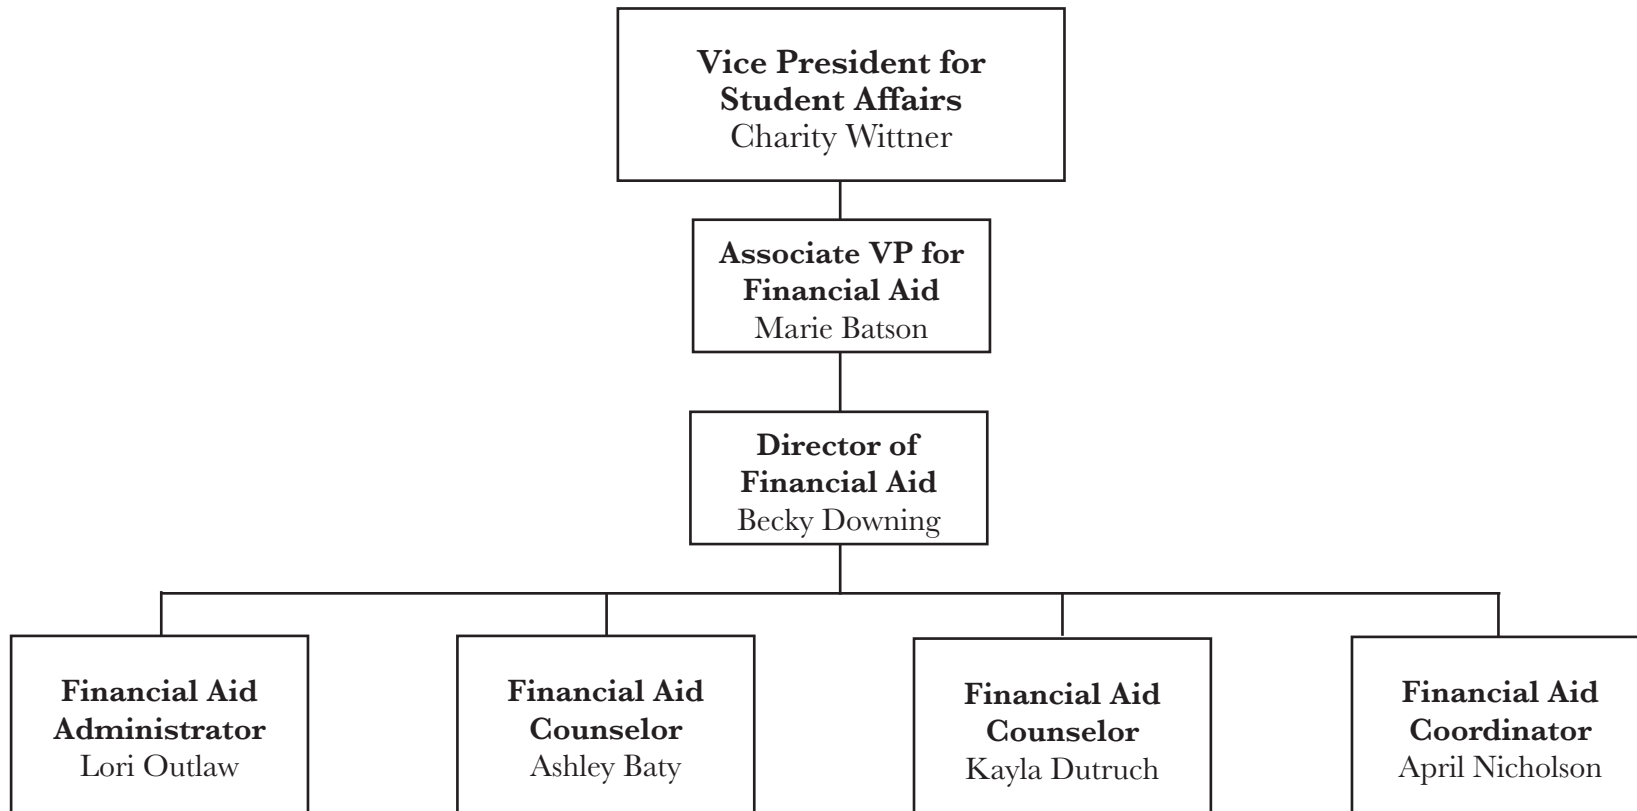 Vice President for
Student Affairs
Charity Wittner
Associate VP for
Financial Aid
Marie Batson
Director of
Financial Aid
Becky Downing
Financial Aid
Administrator
Lori Outlaw
Financial Aid
Counselor
Ashley Baty
Financial Aid
Counselor
Kayla Dutruch
Financial Aid
Coordinator
April Nicholson